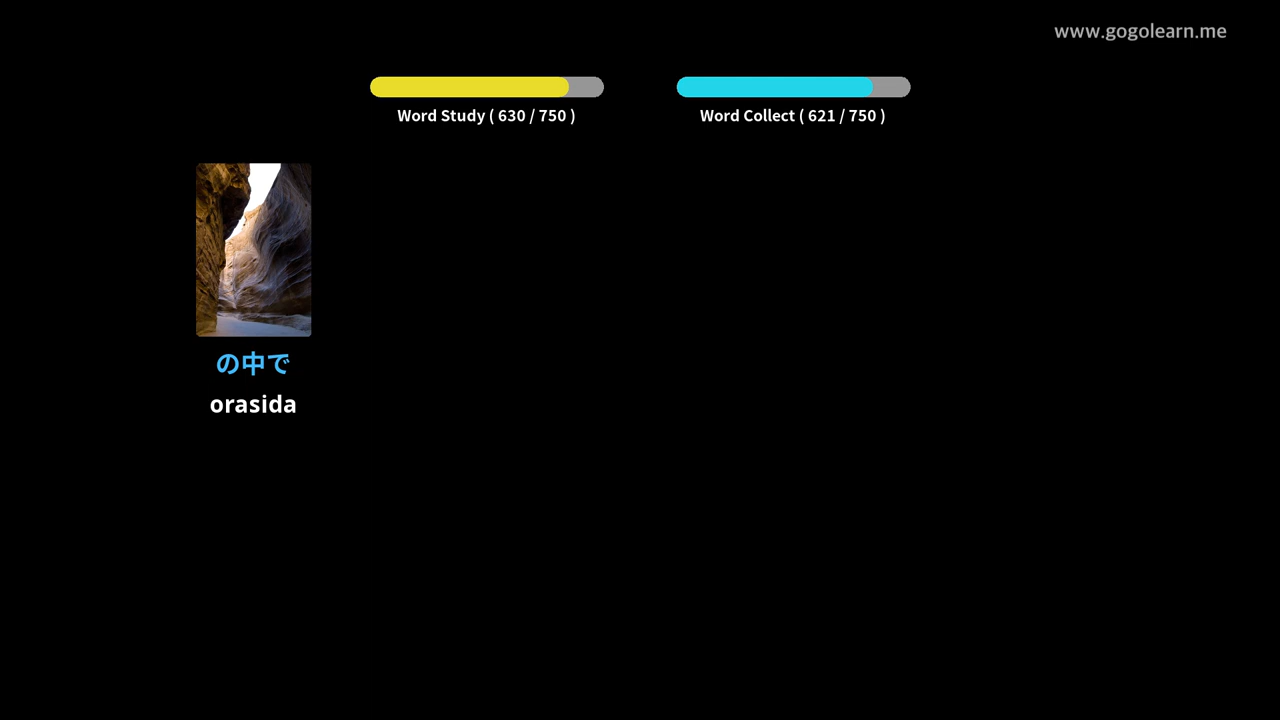 www.gogolearn.me
Word Study ( 630 / 750 )
Word Collect ( 621 / 750 )
の中で
orasida